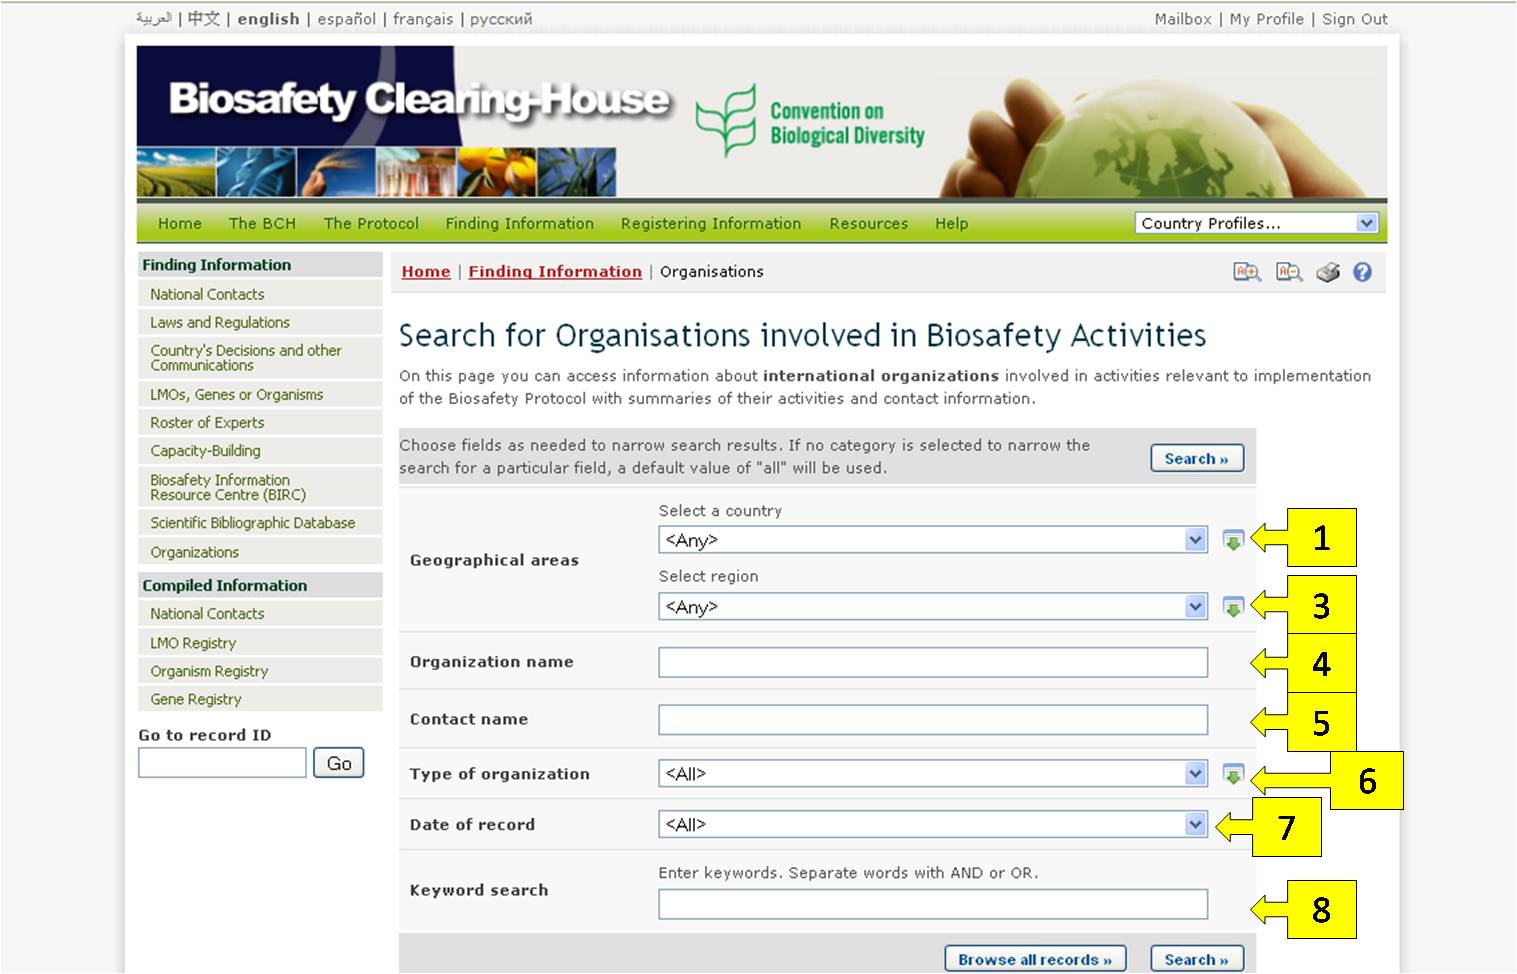 العربية | 中文 | english | español | français | русский
Mailbox | My Profile | Sign Out
Biosafety Clearing-House
Convention on
Biological Diversity
Home The BCH The Protocol Finding Information Registering Information Resources Help
Country Profiles...
Finding Information
National Contacts
Laws and Regulations
Country's Decisions and other
Communications
LMOs, Genes or Organisms
Roster of Experts
Capacity-Building
Biosafety Information
Resource Centre (BIRC)
Scientific Bibliographic Database
Organizations
Compiled Information
National Contacts
LMO Registry
Organism Registry
Gene Registry
Go to record ID
Go
Home | Finding Information | Organisations
A+ A- ?
Search for Organisations involved in Biosafety Activities
On this page you can access information about international organizations involved in activities relevant to implementation
of the Biosafety Protocol with summaries of their activities and contact information.
Choose fields as needed to narrow search results. If no category is selected to narrow the
search for a particular field, a default value of "all" will be used.
Search »
Geographical areas
Select a country
<Any>
1
Select region
<Any>
3
Organization name
4
Contact name
5
Type of organization
<All>
6
Date of record
<All>
7
Keyword search
Enter keywords. Separate words with AND or OR.
8
Browse all records »
Search »